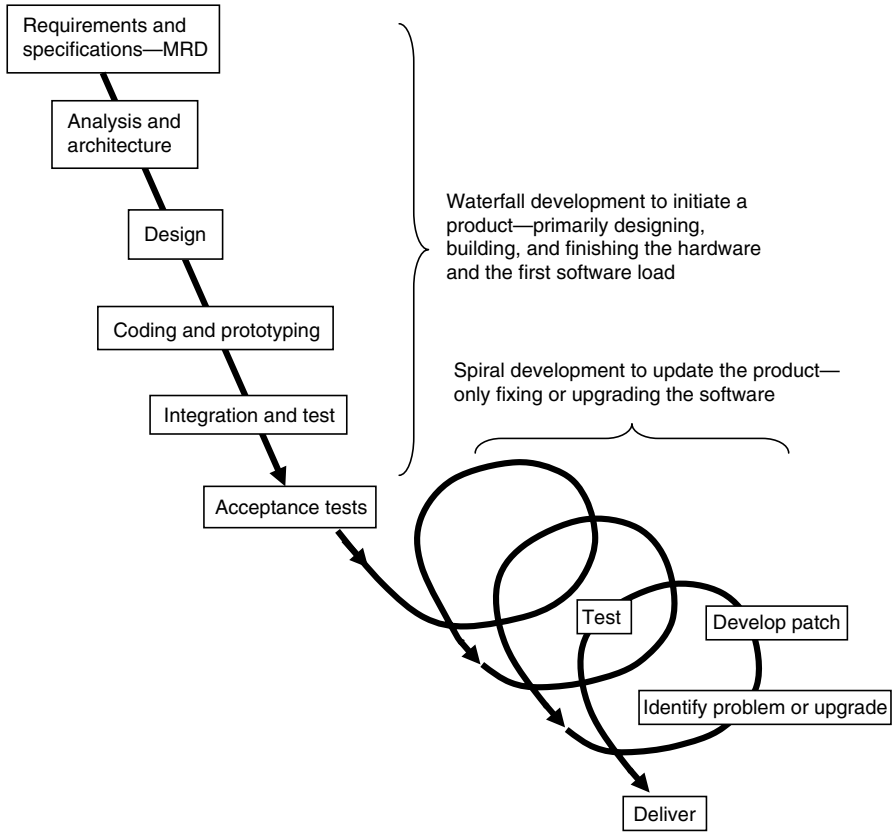 Requirements and
specifications—MRD
Analysis and
architecture
Design
Coding and prototyping
Integration and test
Acceptance tests
Waterfall development to initiate a
product—primarily designing,
building, and finishing the hardware
and the first software load
Spiral development to update the product—
only fixing or upgrading the software
Test
Develop patch
Identify problem or upgrade
Deliver